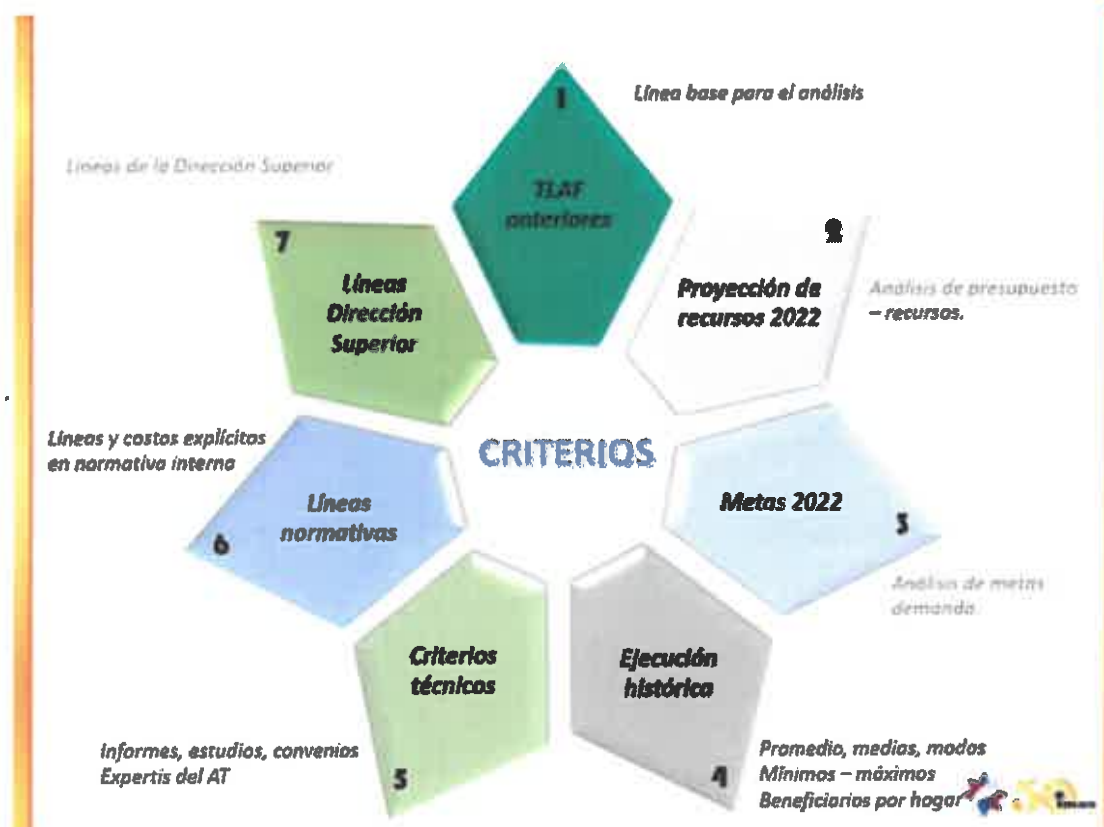 1
Línea base para el análisis
TLAF
anteriores
2
Proyección de
recursos 2022
Análisis de presupuesto
– recursos.
Metas 2022
3
Análisis de metas
demanda
Ejecución
histórica
4
Promedio, medias, modas
Mínimos – máximos
Beneficiarios por hogar
Criterios
técnicos
5
Informes, estudios, convenios
Expertis del AT
Líneas
normativas
6
Líneas y costos explícitos
en normativa interna
7
Líneas
Dirección
Superior
Líneas de la Dirección Superior
CRITERIOS